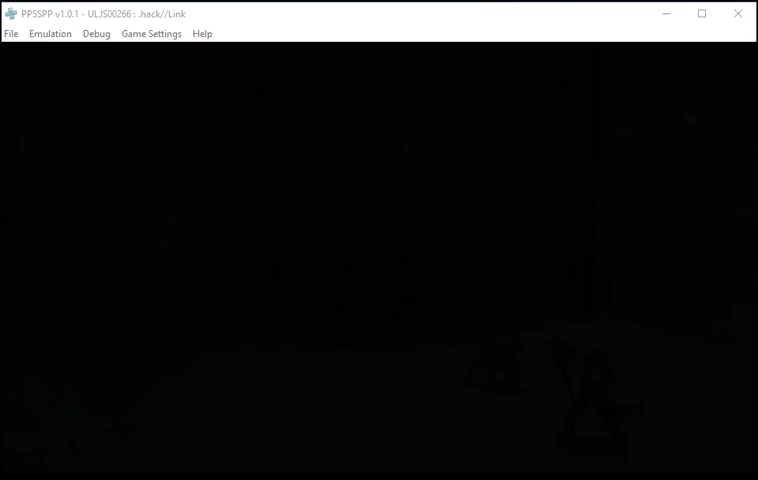 PPSSPP v1.0.1 - ULJS00266 : .hack//Link
File Emulation Debug Game Settings Help